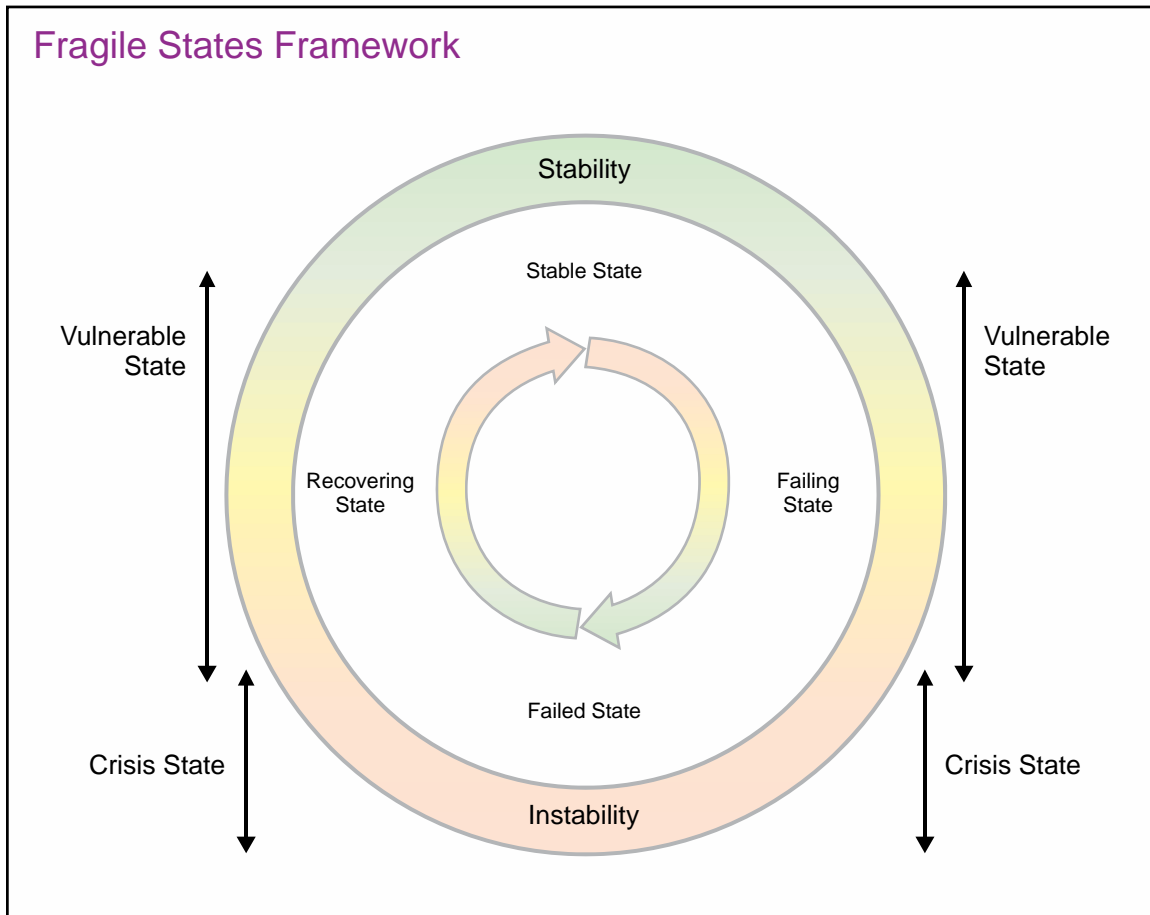 Fragile States Framework
Stability
Stable State
Vulnerable
State
Vulnerable
State
Recovering
State
Failing
State
Failed State
Crisis State
Crisis State
Instability